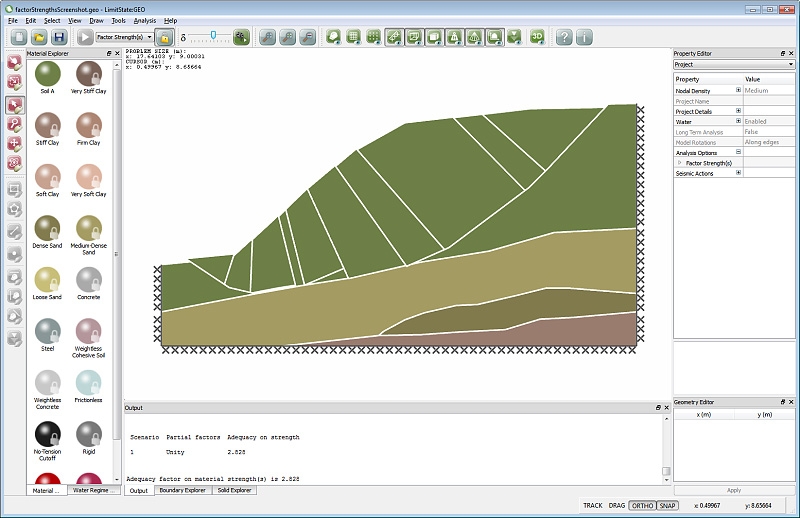 factorStrengthsScreenshot.geo - LimitState:GEO
File Edit Select View Draw Tools Analysis Help
Factor Strength(s)
δ
3D
Material Explorer
Soil A
Very Stiff Clay
Stiff Clay
Firm Clay
Soft Clay
Very Soft Clay
Dense Sand
Medium-Dense
Sand
Loose Sand
Concrete
Steel
Weightless
Cohesive Soil
Weightless
Concrete
Frictionless
No-Tension
Cutoff
Rigid
Material ...
Water Regime ...
PROBLEM SIZE (m):
x: 17.64103 y: 9.00031
CURSOR (m):
x: 0.49967 y: 8.65664
Output
Scenario Partial factors Adequacy on strength
1 Unity 2.828
Adequacy factor on material strength(s) is 2.828
Output
Boundary Explorer
Solid Explorer
Property Editor
Project
Property Value
Nodal Density Medium
Project Name
Project Details
Water Enabled
Long Term Analysis False
Model Rotations Along edges
Analysis Options
Factor Strength(s)
Seismic Actions
Geometry Editor
x (m) y (m)
Apply
TRACK DRAG ORTHO SNAP x: 0.49967 y: 8.65664